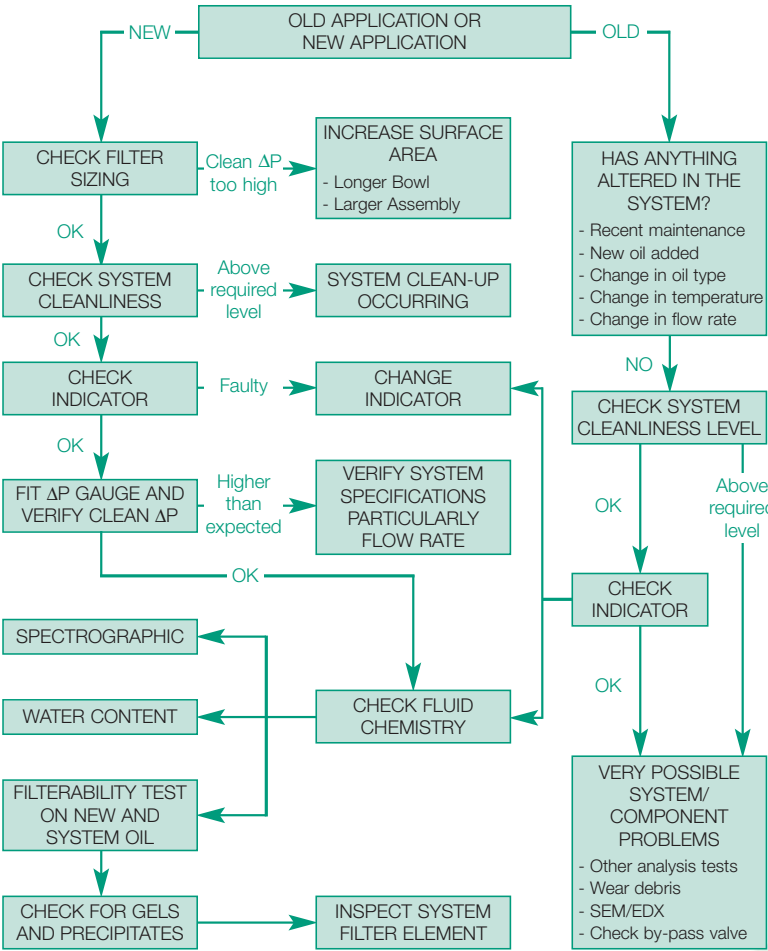 OLD APPLICATION OR
NEW APPLICATION
NEW
OLD
CHECK FILTER
SIZING
Clean ΔP
too high
INCREASE SURFACE
AREA
- Longer Bowl
- Larger Assembly
HAS ANYTHING
ALTERED IN THE
SYSTEM?
- Recent maintenance
- New oil added
- Change in oil type
- Change in temperature
- Change in flow rate
OK
CHECK SYSTEM
CLEANLINESS
Above
required
level
SYSTEM CLEAN-UP
OCCURRING
OK
NO
CHECK
INDICATOR
Faulty
CHANGE
INDICATOR
CHECK SYSTEM
CLEANLINESS LEVEL
OK
FIT ΔP GAUGE AND
VERIFY CLEAN ΔP
Higher
than
expected
VERIFY SYSTEM
SPECIFICATIONS
PARTICULARLY
FLOW RATE
OK
Above
required
level
OK
CHECK
INDICATOR
SPECTROGRAPHIC
WATER CONTENT
CHECK FLUID
CHEMISTRY
OK
FILTERABILITY TEST
ON NEW AND
SYSTEM OIL
VERY POSSIBLE
SYSTEM/
COMPONENT
PROBLEMS
- Other analysis tests
- Wear debris
- SEM/EDX
- Check by-pass valve
CHECK FOR GELS
AND PRECIPITATES
INSPECT SYSTEM
FILTER ELEMENT